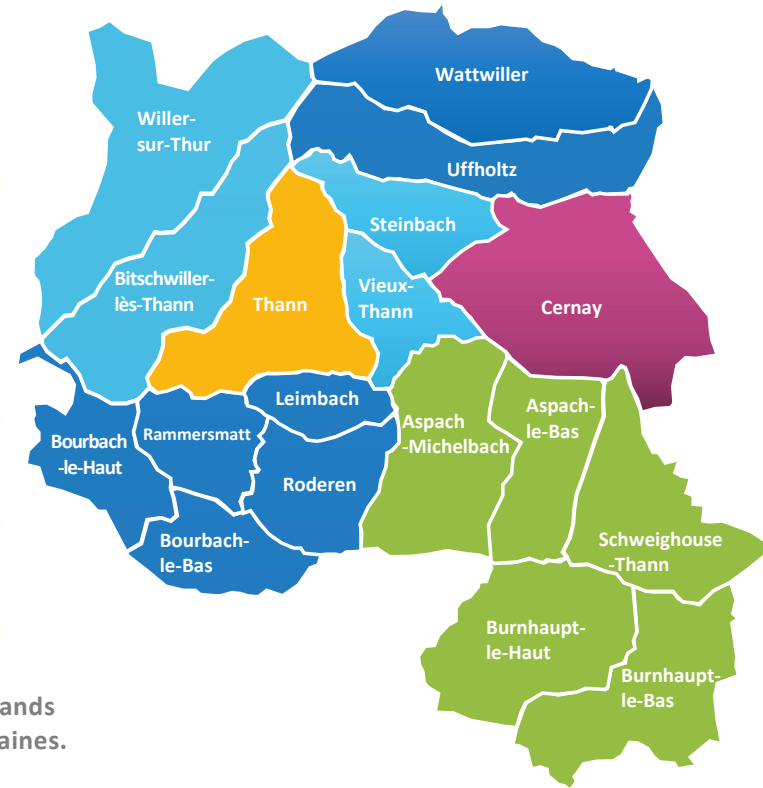 Wattwiller
Willer-
sur-Thur
Uffholtz
Steinbach
Bitschwiller-
lès-Thann
Thann
Vieux-
Thann
Cernay
Leimbach
Rammersmatt
Bourbach
-le-Haut
Aspach
-Michelbach
Aspach-
le-Bas
Roderen
Bourbach-
le-Bas
Schweighouse
-Thann
Burnhaupt-
le-Haut
Burnhaupt-
le-Bas
ands
aines.